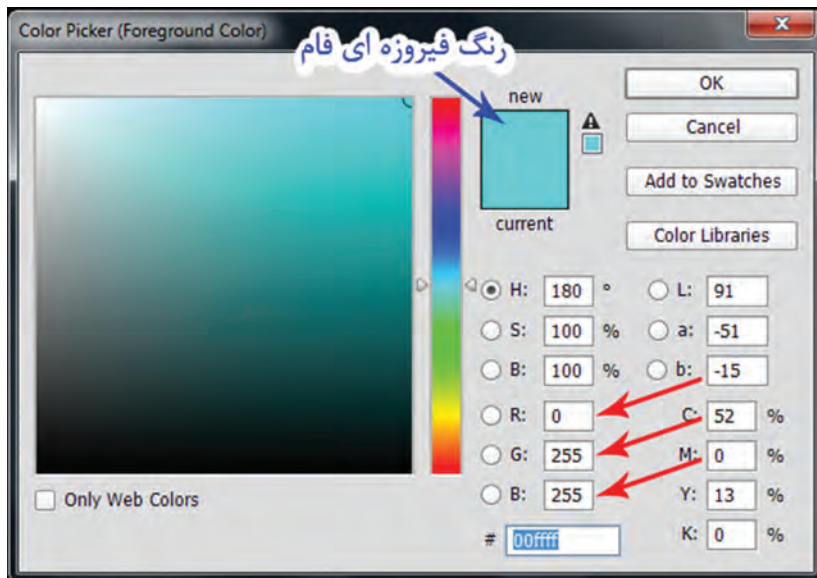 Color Picker (Foreground Color)
رنگ فیروزه ای فام
new
current
OK
Cancel
Add to Swatches
Color Libraries
H: 180 °
S: 100 %
B: 100 %
R: 0
G: 255
B: 255
# 00ffff
L: 91
a: -51
b: -15
C: 52 %
M: 0 %
Y: 13 %
K: 0 %
Only Web Colors